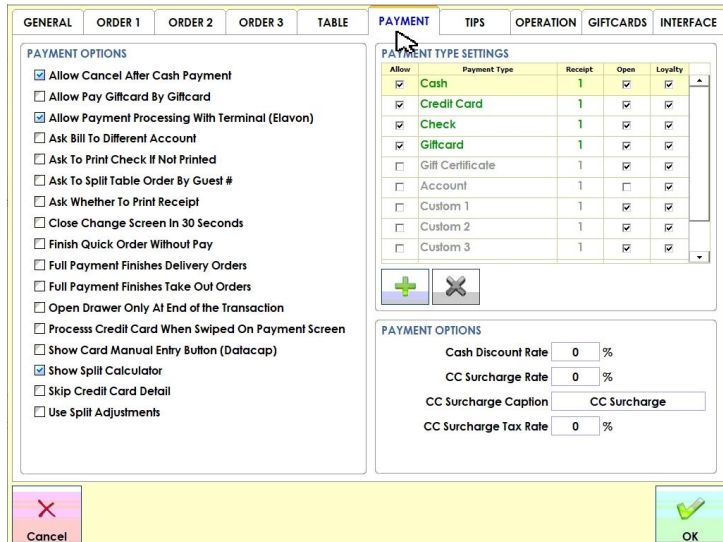 GENERAL ORDER 1 ORDER 2 ORDER 3 TABLE PAYMENT TIPS OPERATION GIFTCARDS INTERFACE
PAYMENT OPTIONS
Allow Cancel After Cash Payment
Allow Pay Giftcard By Giftcard
Allow Payment Processing With Terminal (Elavon)
Ask Bill To Different Account
Ask To Print Check If Not Printed
Ask To Split Table Order By Guest #
Ask Whether To Print Receipt
Close Change Screen In 30 Seconds
Finish Quick Order Without Pay
Full Payment Finishes Delivery Orders
Full Payment Finishes Take Out Orders
Open Drawer Only At End of the Transaction
Processs Credit Card When Swiped On Payment Screen
Show Card Manual Entry Button (Datacap)
Show Split Calculator
Skip Credit Card Detail
Use Split Adjustments
PAYMENT TYPE SETTINGS
Allow Payment Type Receipt Open Loyalty
Cash 1
Credit Card 1
Check 1
Giftcard 1
Gift Certificate 1
Account 1
Custom 1 1
Custom 2 1
Custom 3 1
PAYMENT OPTIONS
Cash Discount Rate 0 %
CC Surcharge Rate 0 %
CC Surcharge Caption CC Surcharge
CC Surcharge Tax Rate 0 %
Cancel OK